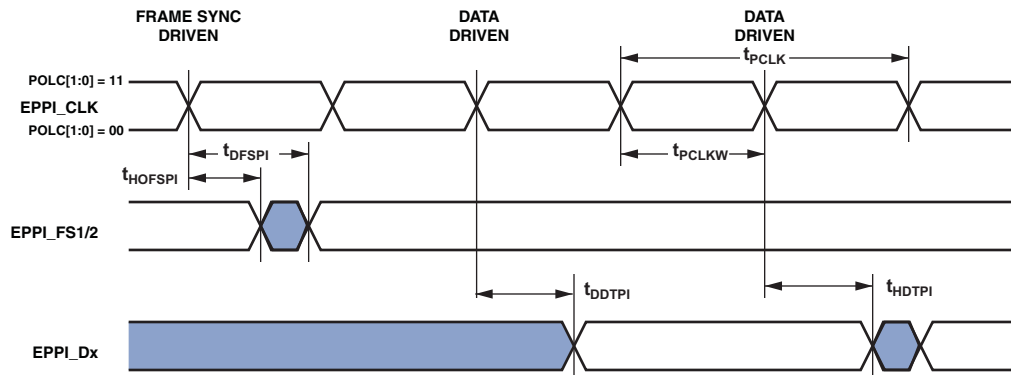 FRAME SYNC
DRIVEN
DATA
DRIVEN
DATA
DRIVEN
tPCLK
POLC[1:0] = 11
EPPI_CLK
POLC[1:0] = 00
tDFSPI
tPCLKW
tHOFSPI
EPPI_FS1/2
tDDTPI
tHDTPI
EPPI_Dx